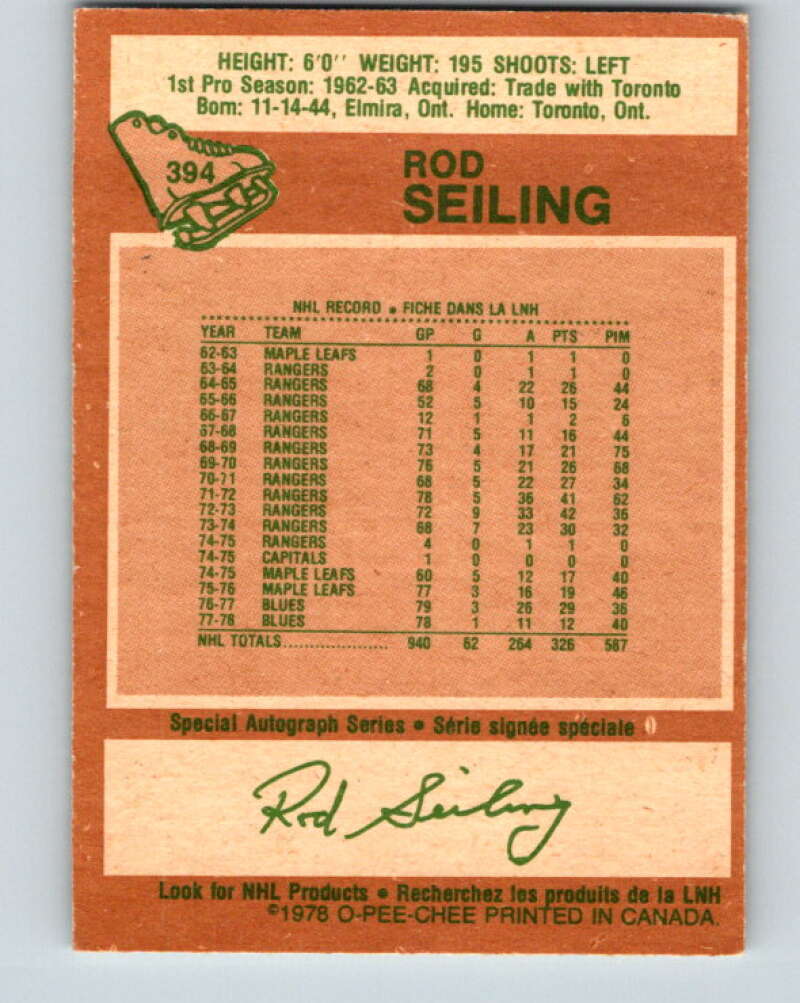 HEIGHT: 6'0'' WEIGHT: 195 SHOOTS: LEFT
1st Pro Season: 1962-63 Acquired: Trade with Toronto
Born: 11-14-44, Elmira, Ont. Home: Toronto, Ont.
394
ROD
SEILING
NHL RECORD • FICHE DANS LA LNH
YEAR TEAM GP G A PTS PIM
62-63 MAPLE LEAFS 1 0 1 1 0
63-64 RANGERS 2 0 1 1 0
64-65 RANGERS 68 4 22 26 44
65-66 RANGERS 52 5 10 15 24
66-67 RANGERS 12 1 1 2 6
67-68 RANGERS 71 5 11 16 44
68-69 RANGERS 73 4 17 21 75
69-70 RANGERS 76 5 21 26 68
70-71 RANGERS 68 5 22 27 34
71-72 RANGERS 78 5 36 41 62
72-73 RANGERS 72 9 33 42 36
73-74 RANGERS 68 7 23 30 32
74-75 RANGERS 4 0 1 1 0
74-75 CAPITALS 1 0 0 0 0
74-75 MAPLE LEAFS 60 5 12 17 40
75-76 MAPLE LEAFS 77 3 16 19 46
76-77 BLUES 79 3 26 29 36
77-78 BLUES 78 1 11 12 40
NHL TOTALS.................... 940 62 264 326 587
Special Autograph Series • Série signée spéciale
Rod Seiling
Look for NHL Products • Recherchez les produits de la LNH
©1978 O-PEE-CHEE PRINTED IN CANADA.